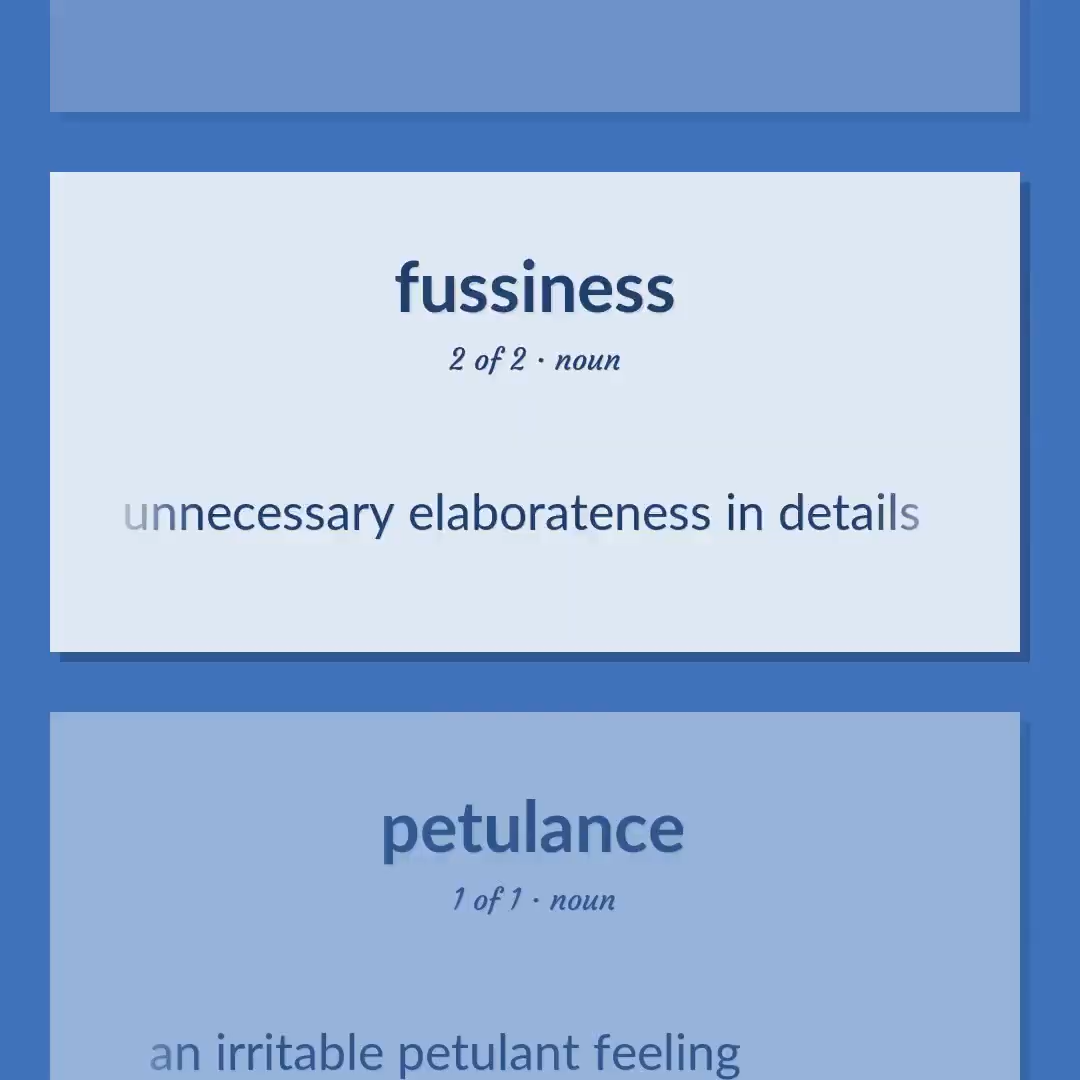 fussiness
2 of 2 · noun
unnecessary elaborateness in details
petulance
1 of 1 · noun
an irritable petulant feeling